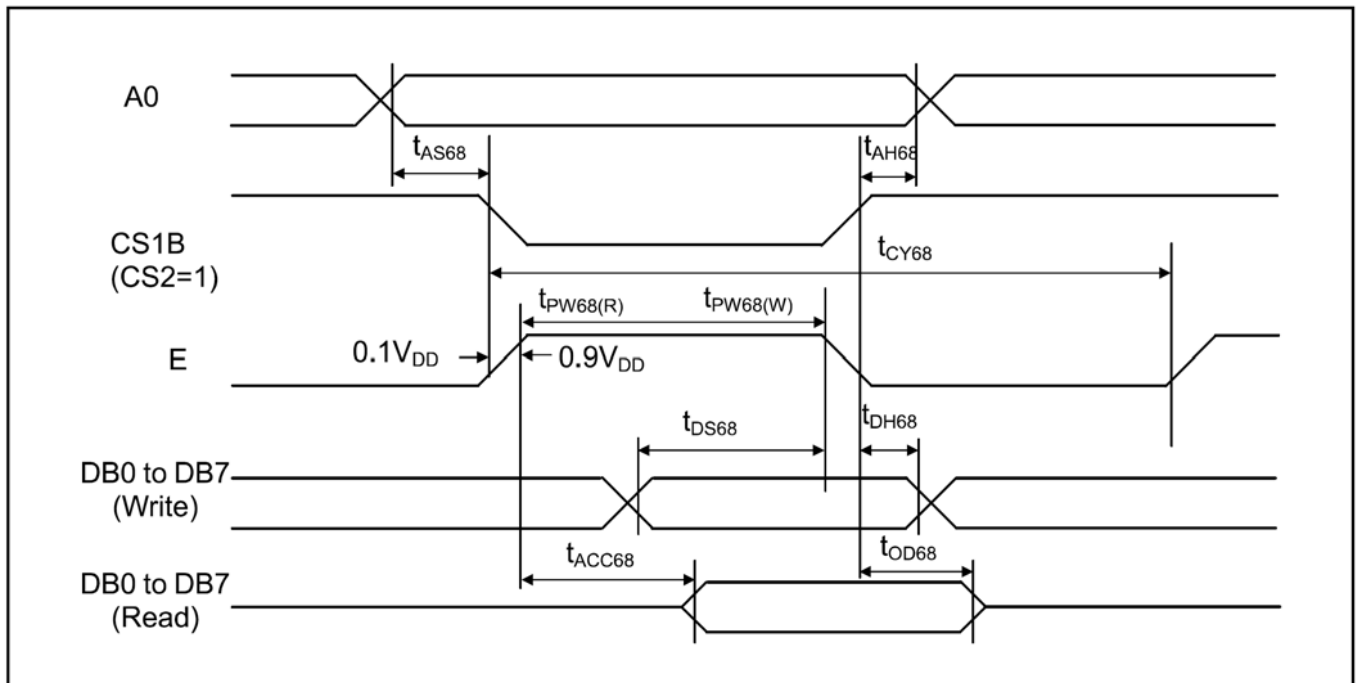 A0
tAS68
tAH68
CS1B
(CS2=1)
tCY68
tPW68(R)
tPW68(W)
E
0.1VDD
0.9VDD
tDS68
tDH68
DB0 to DB7
(Write)
tACC68
tOD68
DB0 to DB7
(Read)